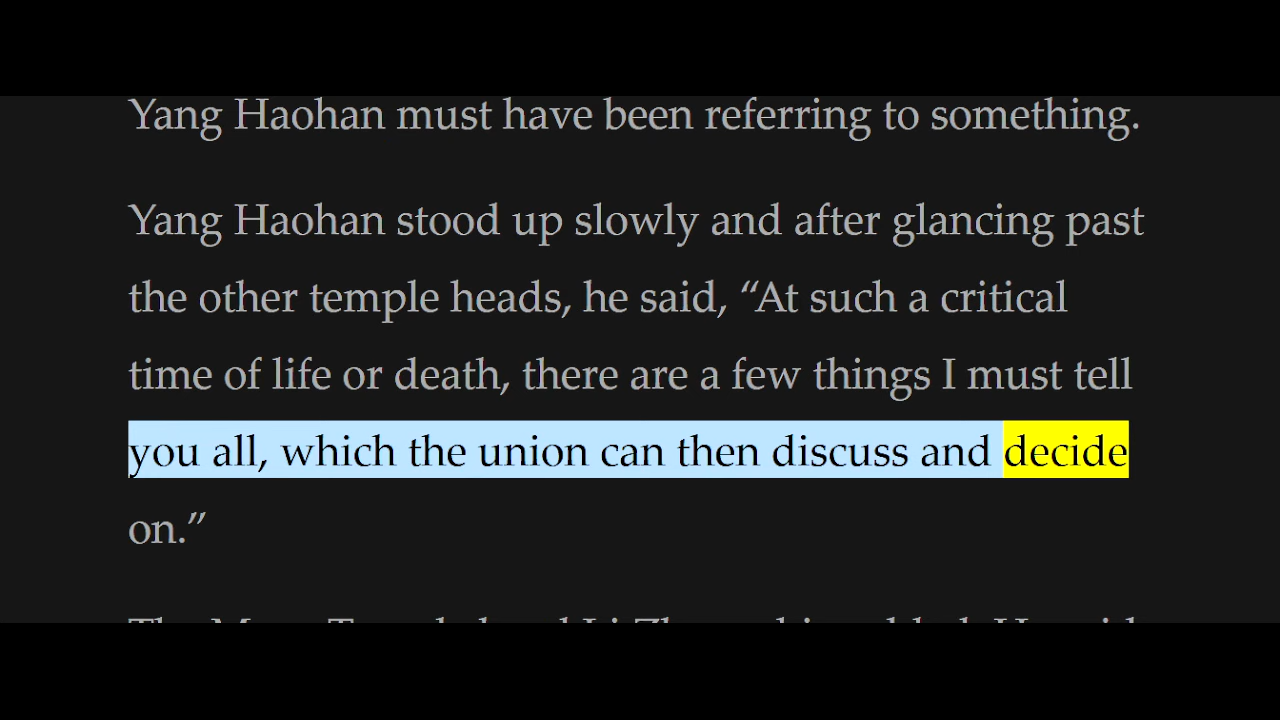 Yang Haohan must have been referring to something.
Yang Haohan stood up slowly and after glancing past
the other temple heads, he said, “At such a critical
time of life or death, there are a few things I must tell
you all, which the union can then discuss and decide
on.”